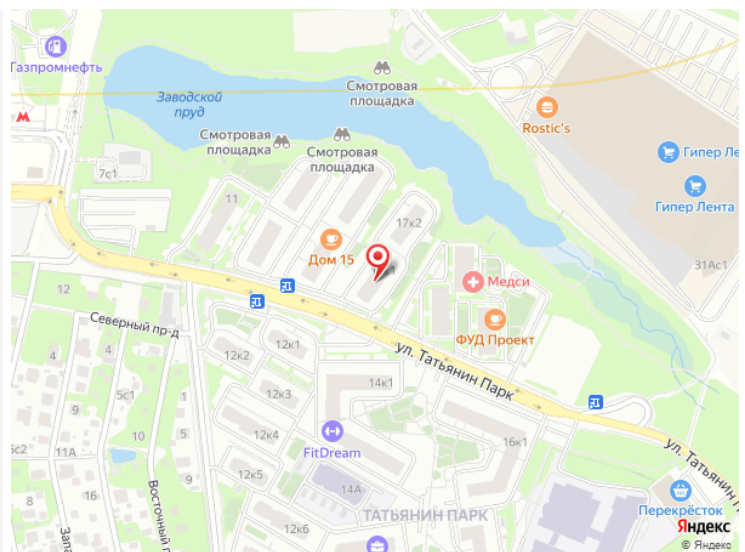 Газпромнефть
Смотровая
площадка
Заводской
пруд
Rostic's
Смотровая
площадка
Смотровая
площадка
Гипер Ле
7с1
11
Гипер Лента
17к2
Дом 15
31Ас1
Медси
12
Северный пр-д
ФУД Проект
12к2
12к1
ул. Татьянин Парк
4
4
5с1
9
1
12к3
14к1
5с2
11А
10
5
12к4
FitDream
16к1
ул. Татьянин П
8
8
9
12к5
14А
Восточный п
Запа
Перекрёсток
ТАТЬЯНИН ПАРК
12к6
Яндекс
© Яндекс